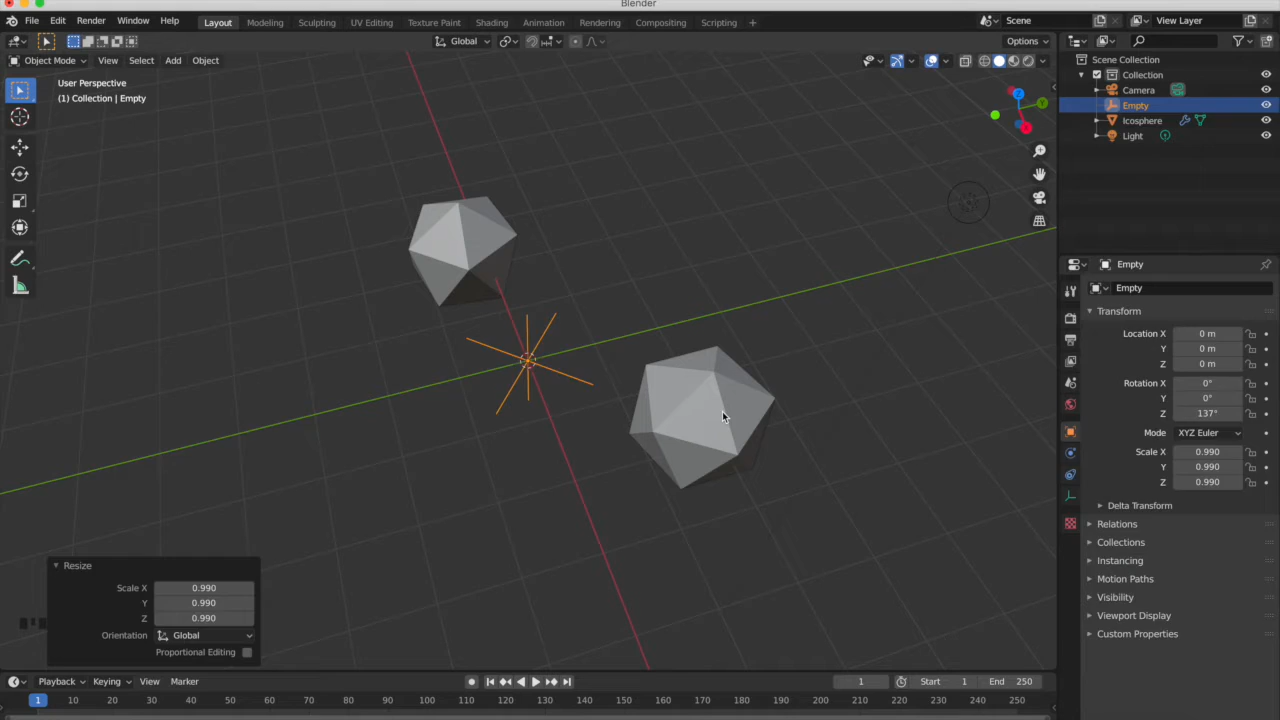 Blender
File Edit Render Window Help Layout Modeling Sculpting UV Editing Texture Paint Shading Animation Rendering Compositing Scripting + Scene View Layer
Global Options
Object Mode View Select Add Object
User Perspective
(1) Collection | Empty
Z
Y
X
Scene Collection
Collection
Camera
Empty
Icosphere
Light
Empty
Empty
Transform
Location X 0 m
Y 0 m
Z 0 m
Rotation X 0°
Y 0°
Z 137°
Mode XYZ Euler
Scale X 0.990
Y 0.990
Z 0.990
Delta Transform
Relations
Collections
Instancing
Motion Paths
Visibility
Viewport Display
Custom Properties
Resize
Scale X 0.990
Y 0.990
Z 0.990
Orientation Global
Proportional Editing
Playback Keying View Marker 1 Start 1 End 250
1 10 20 30 40 50 60 70 80 90 100 110 120 130 140 150 160 170 180 190 200 210 220 230 240 250